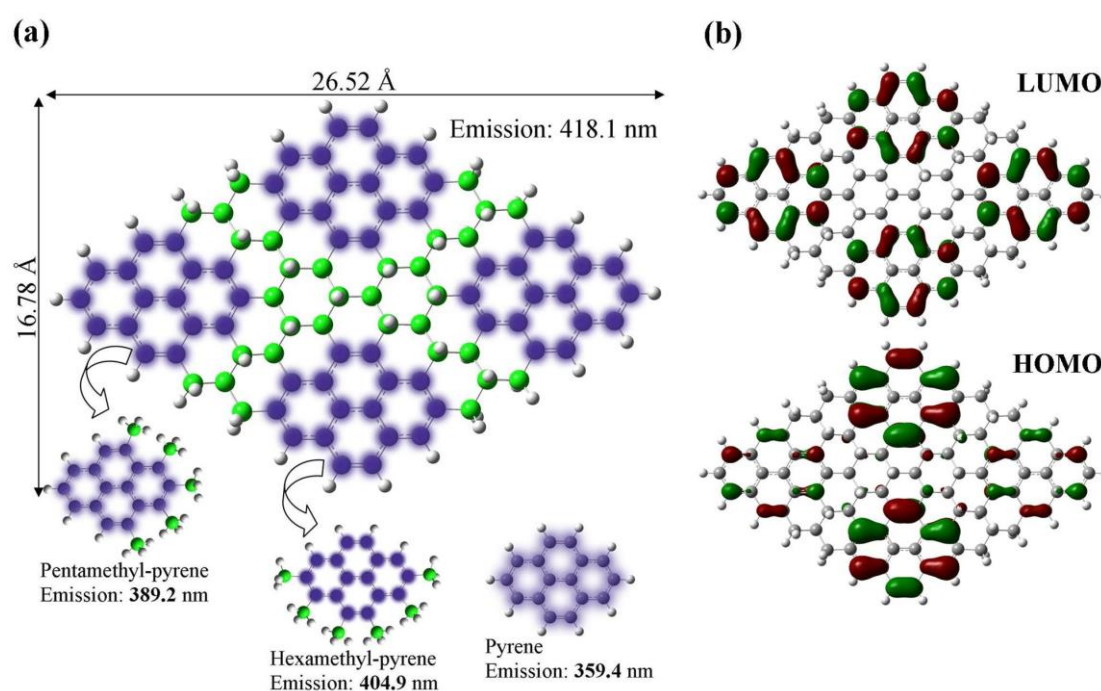 (a)
26.52 Å
Emission: 418.1 nm
16.78 Å
Pentamethyl-pyrene
Emission: 389.2 nm
Hexamethyl-pyrene
Emission: 404.9 nm
Pyrene
Emission: 359.4 nm
(b)
LUMO
HOMO